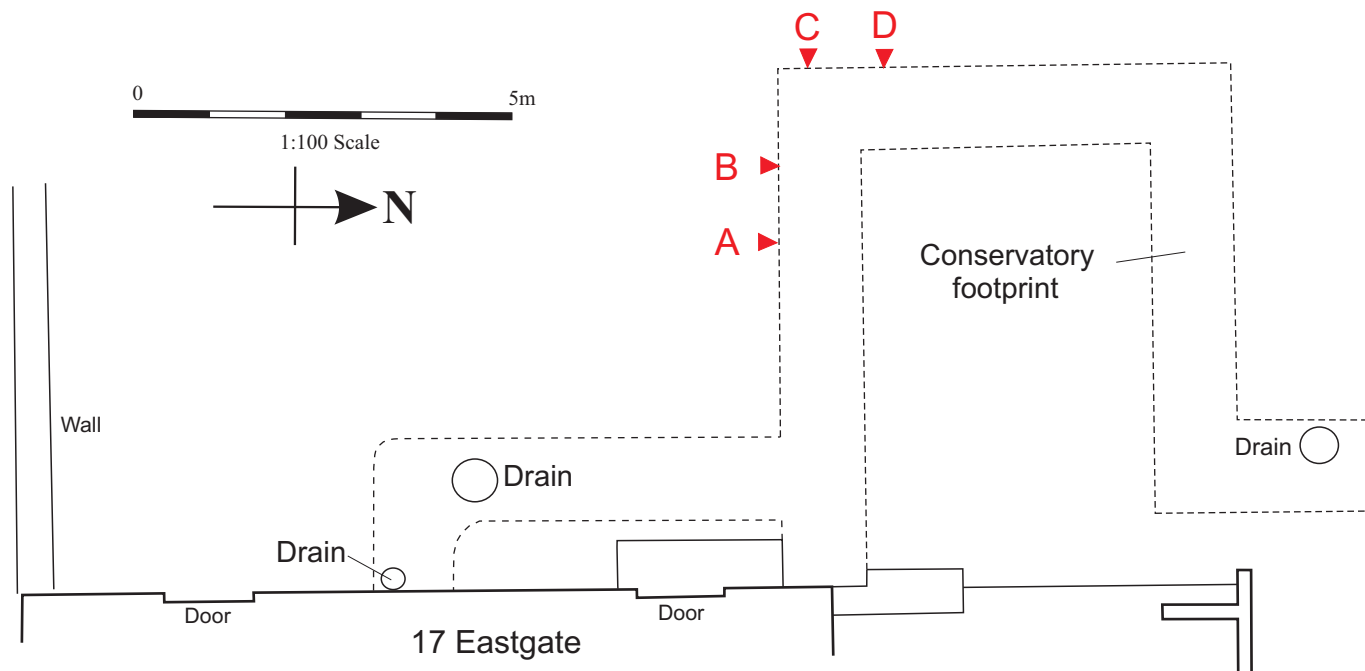 C D
0 5m
1:100 Scale
B
N
A
Conservatory
footprint
Wall
Drain
Drain
Drain
Door
Door
17 Eastgate